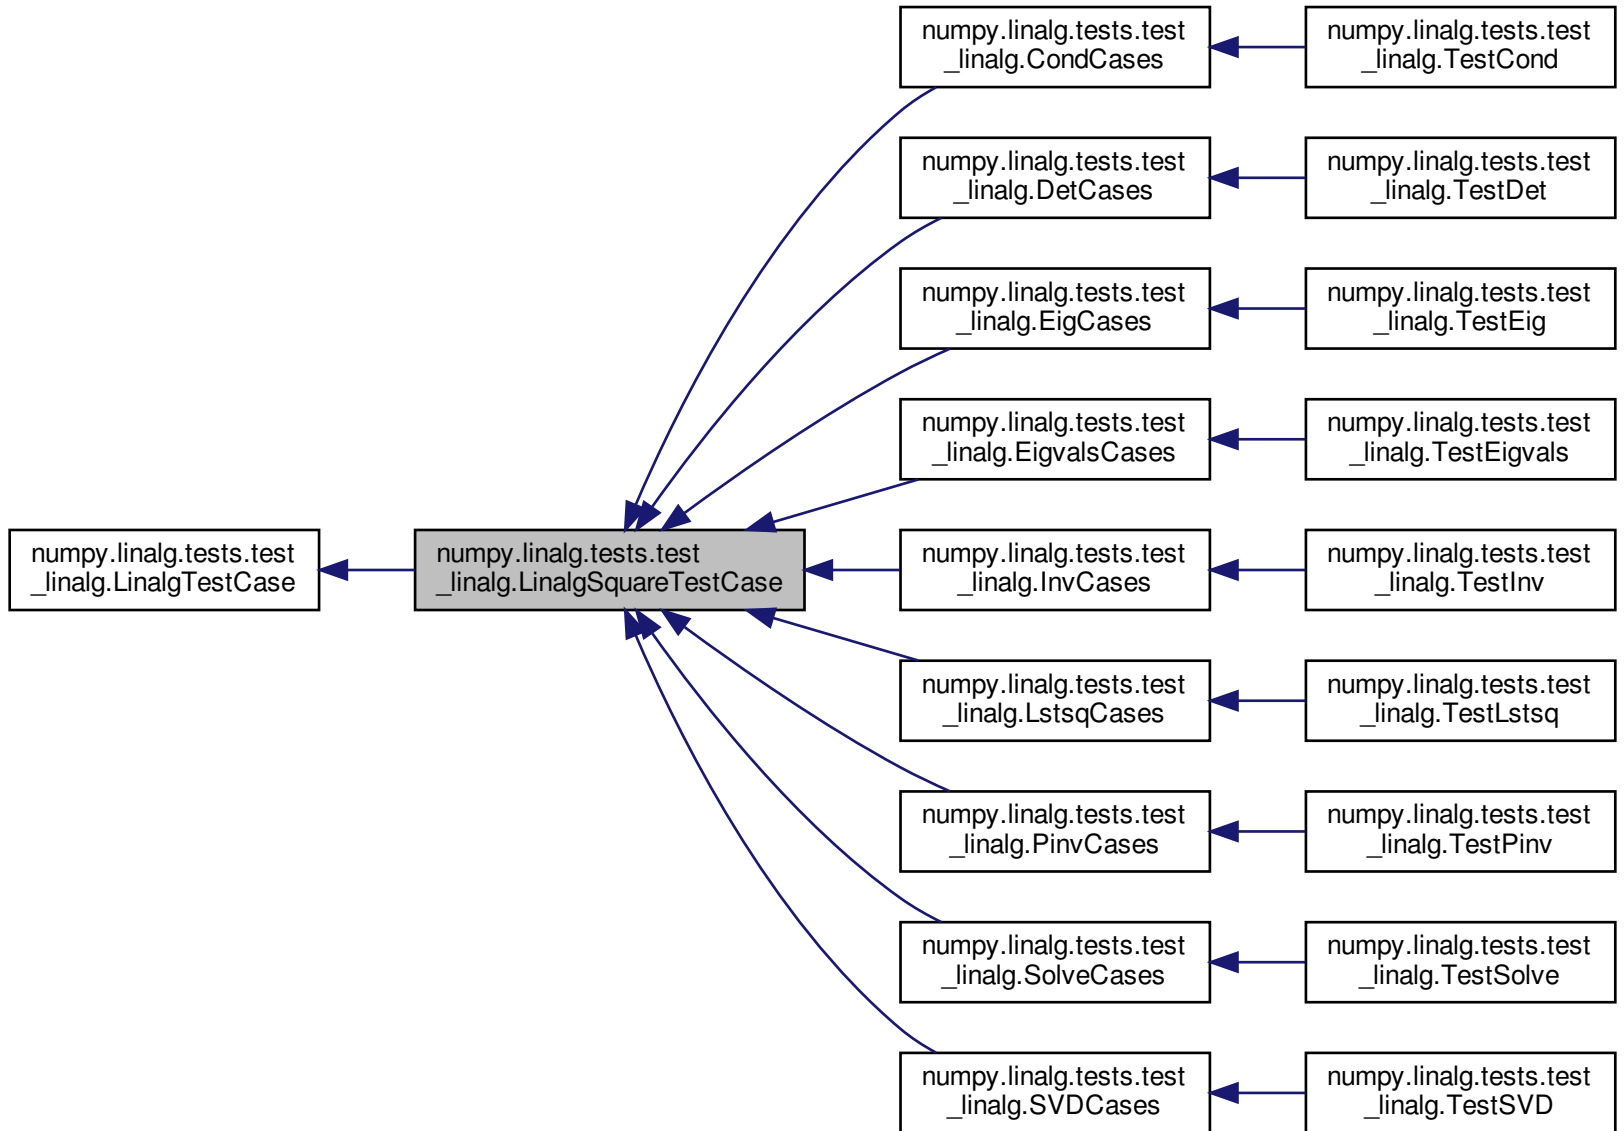 numpy.linalg.tests.test
_linalg.LinalgTestCase
numpy.linalg.tests.test
_linalg.LinalgSquareTestCase
numpy.linalg.tests.test
_linalg.CondCases
numpy.linalg.tests.test
_linalg.TestCond
numpy.linalg.tests.test
_linalg.DetCases
numpy.linalg.tests.test
_linalg.TestDet
numpy.linalg.tests.test
_linalg.EigCases
numpy.linalg.tests.test
_linalg.TestEig
numpy.linalg.tests.test
_linalg.EigvalsCases
numpy.linalg.tests.test
_linalg.TestEigvals
numpy.linalg.tests.test
_linalg.InvCases
numpy.linalg.tests.test
_linalg.TestInv
numpy.linalg.tests.test
_linalg.LstsqCases
numpy.linalg.tests.test
_linalg.TestLstsq
numpy.linalg.tests.test
_linalg.PinvCases
numpy.linalg.tests.test
_linalg.TestPinv
numpy.linalg.tests.test
_linalg.SolveCases
numpy.linalg.tests.test
_linalg.TestSolve
numpy.linalg.tests.test
_linalg.SVDCases
numpy.linalg.tests.test
_linalg.TestSVD